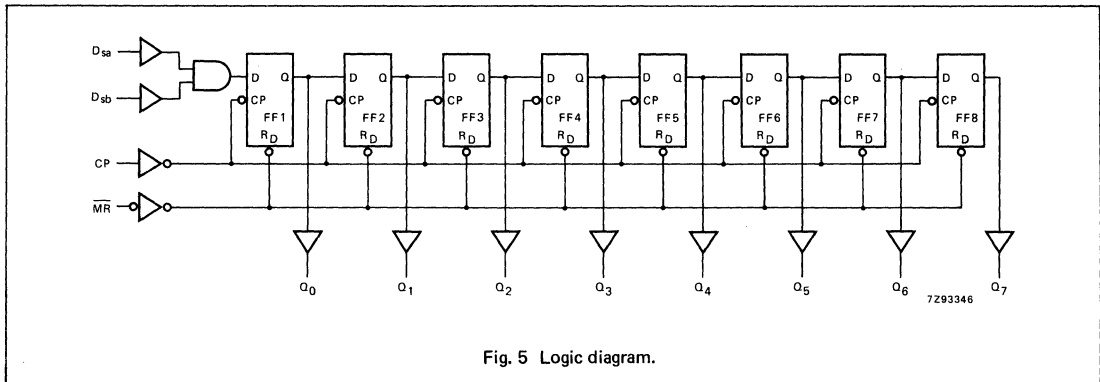 Dsa
Dsb
CP
MR
D Q
CP
FF1
RD
D Q
CP
FF2
RD
D Q
CP
FF3
RD
D Q
CP
FF4
RD
D Q
CP
FF5
RD
D Q
CP
FF6
RD
D Q
CP
FF7
RD
D Q
CP
FF8
RD
Q0
Q1
Q2
Q3
Q4
Q5
Q6
Q7
7Z93346
Fig. 5 Logic diagram.